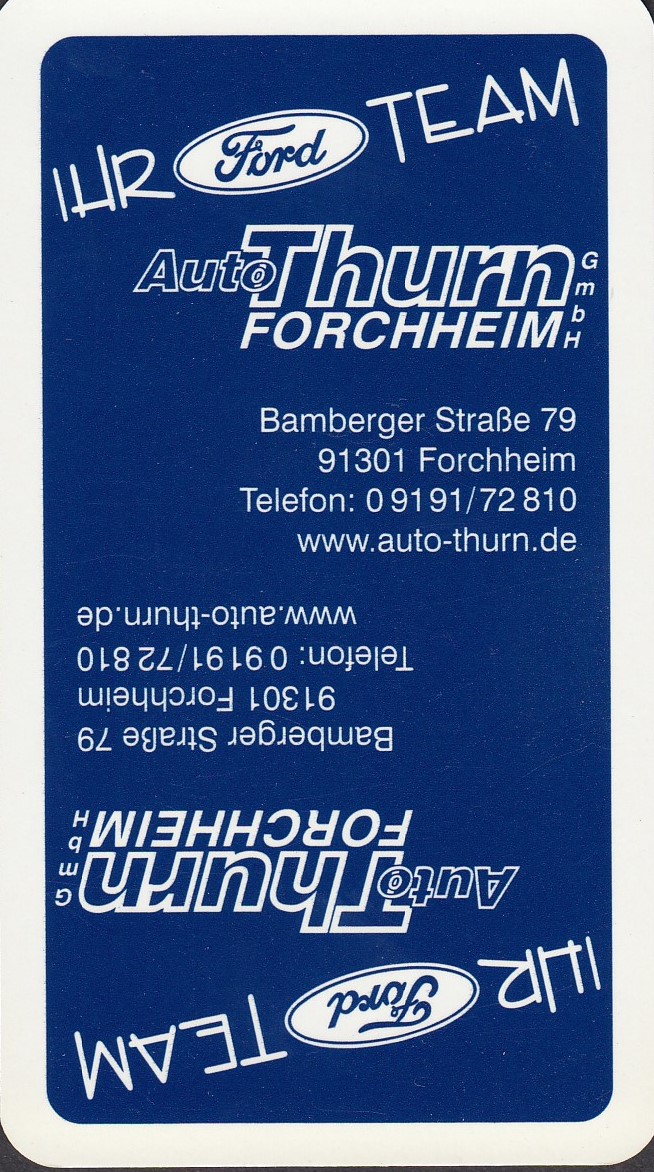 IHR Ford TEAM
Auto Thurn GmbH
FORCHHEIM
Bamberger Straße 79
91301 Forchheim
Telefon: 0 91 91/72 810
www.auto-thurn.de
IHR Ford TEAM
Auto Thurn GmbH
FORCHHEIM
Bamberger Straße 79
91301 Forchheim
Telefon: 0 91 91/72 810
www.auto-thurn.de